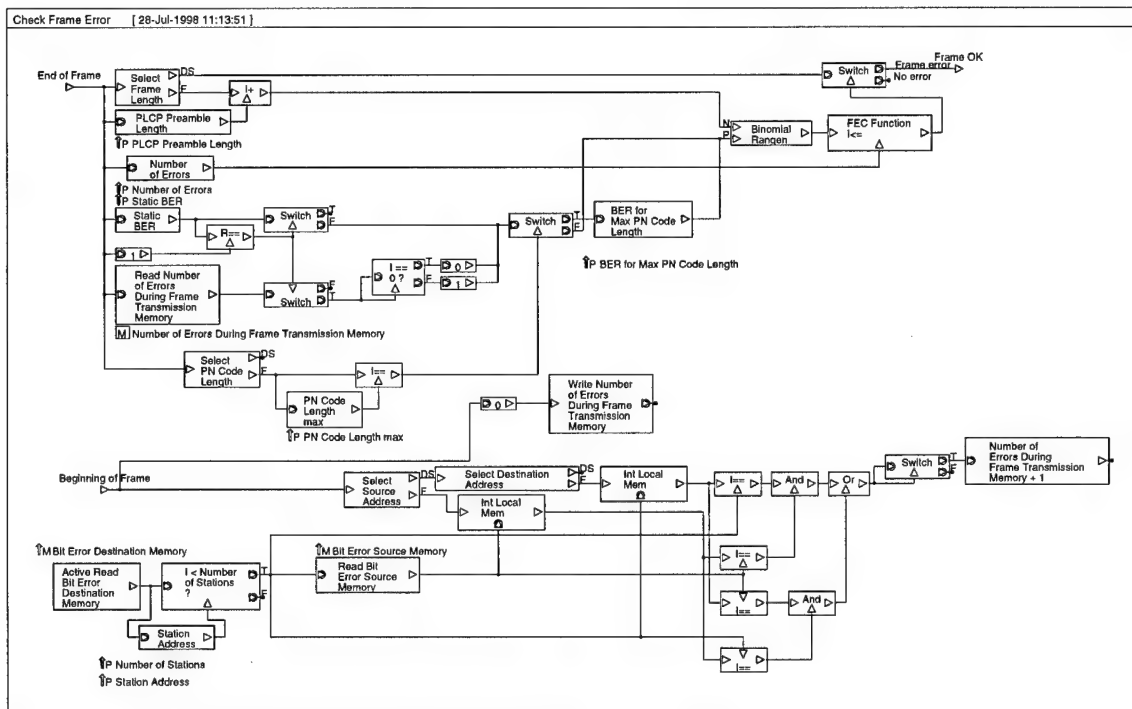 Check Frame Error [ 28-Jul-1998 11:13:51 ]
Frame OK
End of Frame
Select
Frame
Length
DS
F
I+
Switch
Frame error
No error
PLCP Preamble
Length
⇑P PLCP Preamble Length
N
P
Binomial
Rangen
FEC Function
I<=
Number
of Errors
⇑P Number of Errors
⇑P Static BER
Static
BER
Switch
T
F
R==
1
Switch
T
F
BER for
Max PN Code
Length
⇑P BER for Max PN Code Length
Read Number
of Errors
During Frame
Transmission
Memory
Switch
F
T
I ==
0 ?
T
F
0
1
M Number of Errors During Frame Transmission Memory
Select
PN Code
Length
DS
F
I==
PN Code
Length
max
⇑P PN Code Length max
0
Write Number
of Errors
During Frame
Transmission
Memory
Beginning of Frame
Select
Source
Address
DS
F
Select Destination
Address
DS
F
Int Local
Mem
Int Local
Mem
I==
And
Or
Switch
T
F
Number of
Errors During
Frame Transmission
Memory + 1
I==
I==
And
I==
⇑M Bit Error Destination Memory
Active Read
Bit Error
Destination
Memory
I < Number
of Stations
?
T
F
⇑M Bit Error Source Memory
Read Bit
Error Source
Memory
Station
Address
⇑P Number of Stations
⇑P Station Address